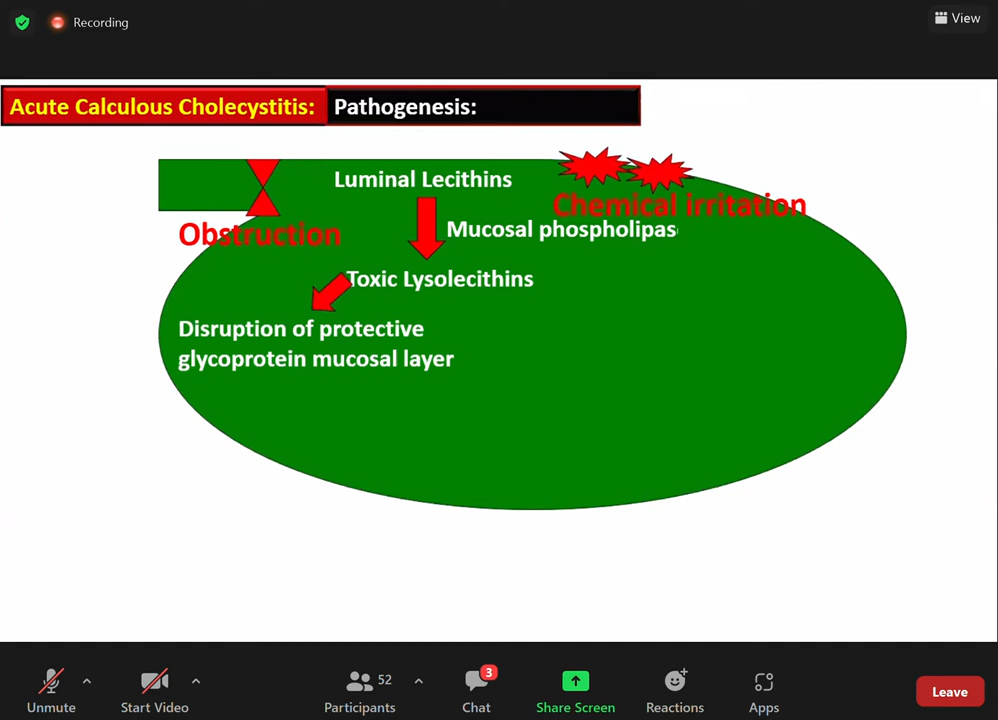 Recording
View
Acute Calculous Cholecystitis: Pathogenesis:
Luminal Lecithins
Chemical irritation
Obstruction
Mucosal phospholipas
Toxic Lysolecithins
Disruption of protective
glycoprotein mucosal layer
Unmute
Start Video
52
Participants
3
Chat
Share Screen
Reactions
Apps
Leave